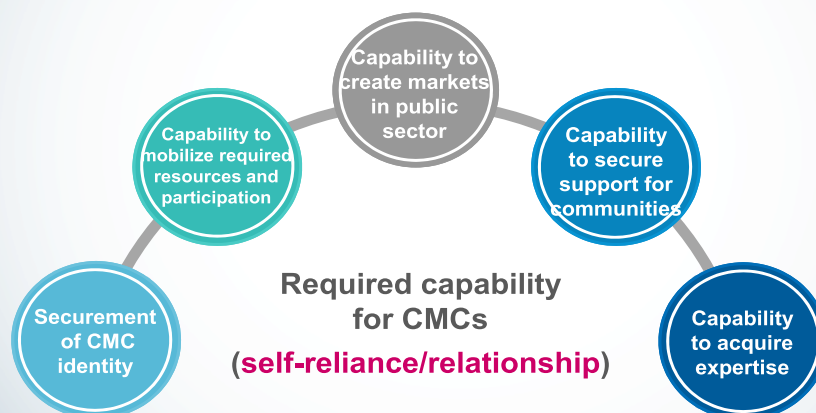 Capability to
create markets
in public
sector
Capability to
mobilize required
resources and
participation
Capability
to secure
support for
communities
Securement
of CMC
identity
Required capability
for CMCs
(self-reliance/relationship)
Capability
to acquire
expertise